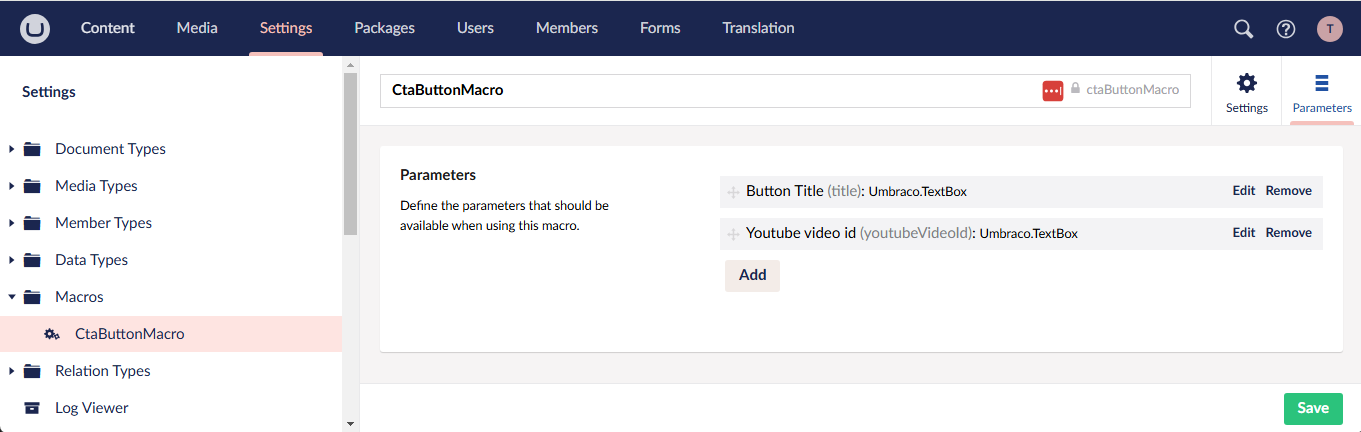 Content Media Settings Packages Users Members Forms Translation T
Settings
Document Types
Media Types
Member Types
Data Types
Macros
CtaButtonMacro
Relation Types
Log Viewer
CtaButtonMacro ctaButtonMacro
Settings Parameters
Parameters
Define the parameters that should be
available when using this macro.
Button Title (title): Umbraco.TextBox Edit Remove
Youtube video id (youtubeVideoId): Umbraco.TextBox Edit Remove
Add
Save